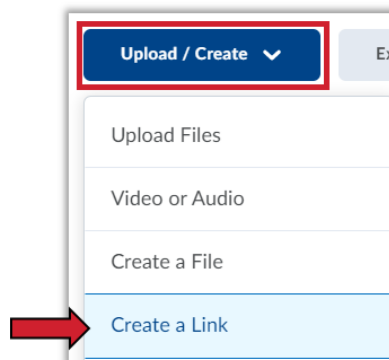 Upload / Create
Upload Files
Video or Audio
Create a File
Create a Link